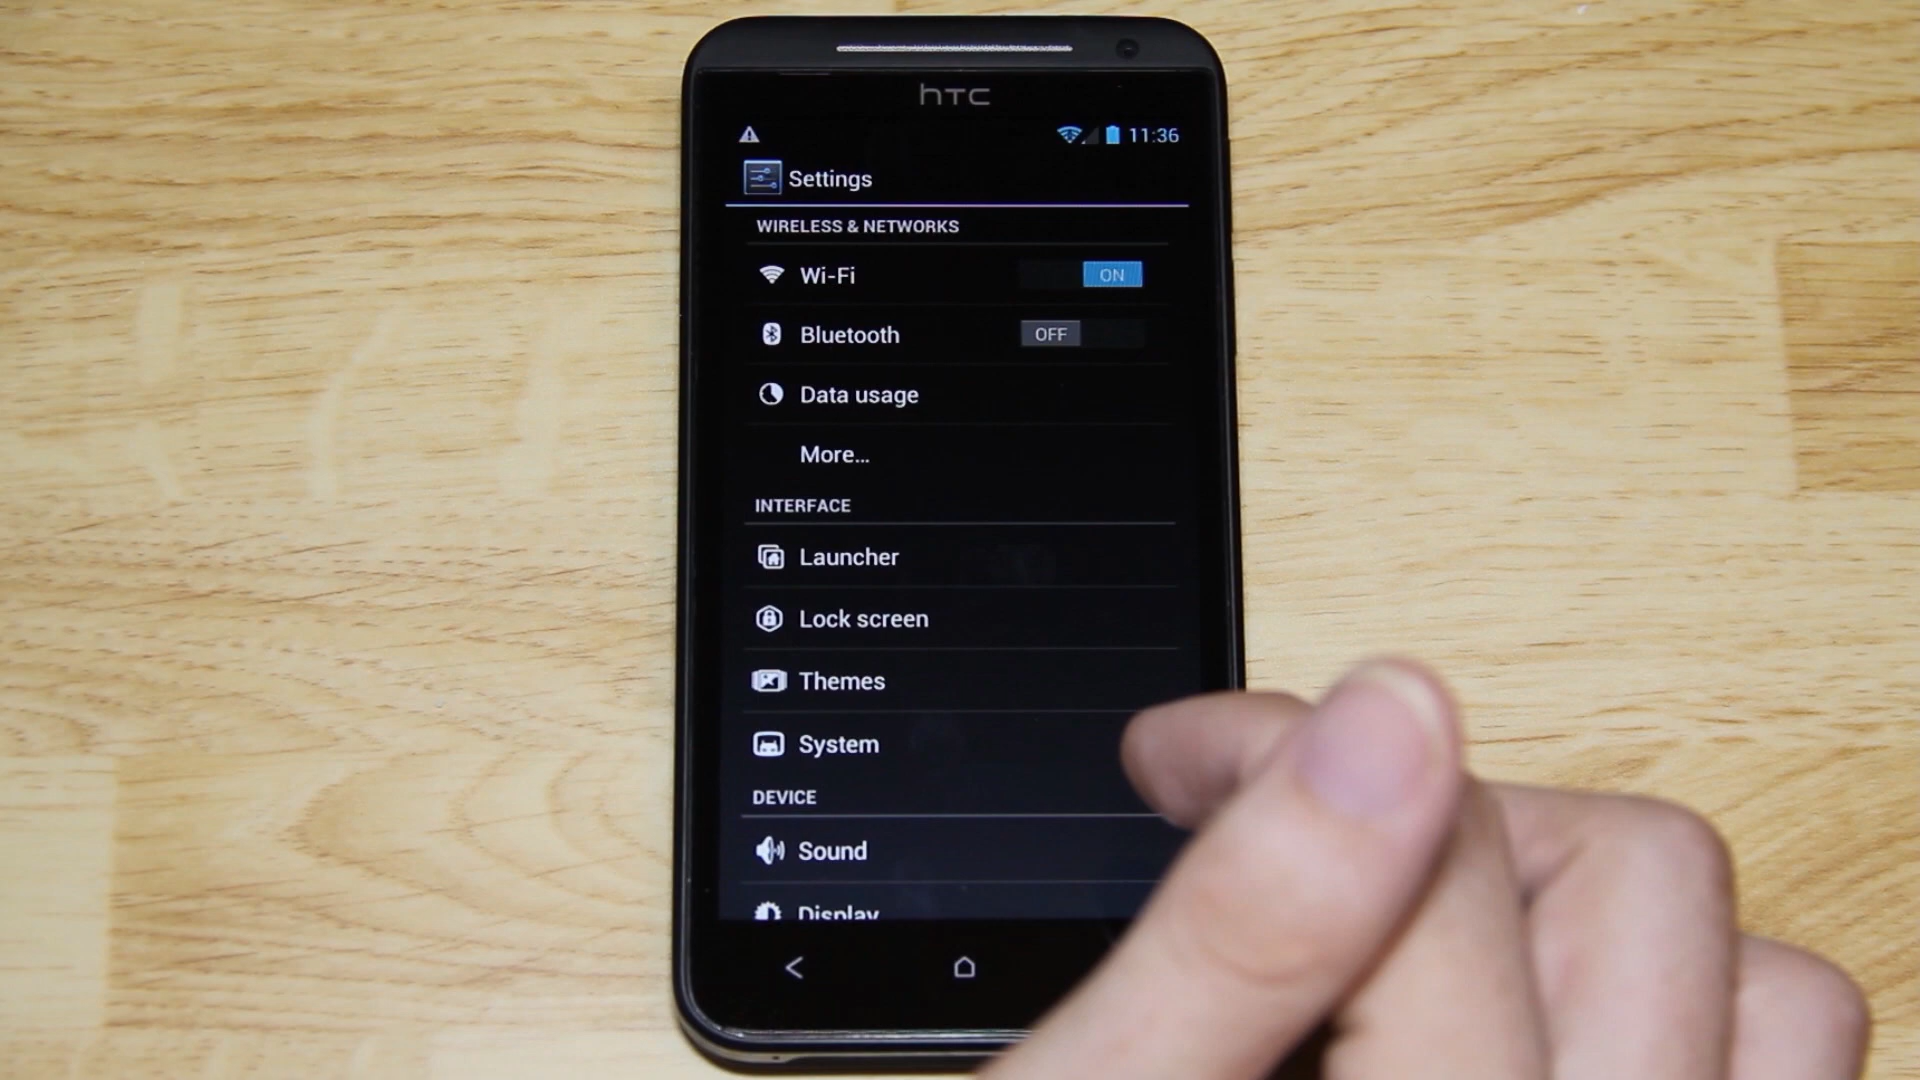 hTC
11:36
Settings
WIRELESS & NETWORKS
Wi-Fi ON
Bluetooth OFF
Data usage
More...
INTERFACE
Launcher
Lock screen
Themes
System
DEVICE
Sound
Display